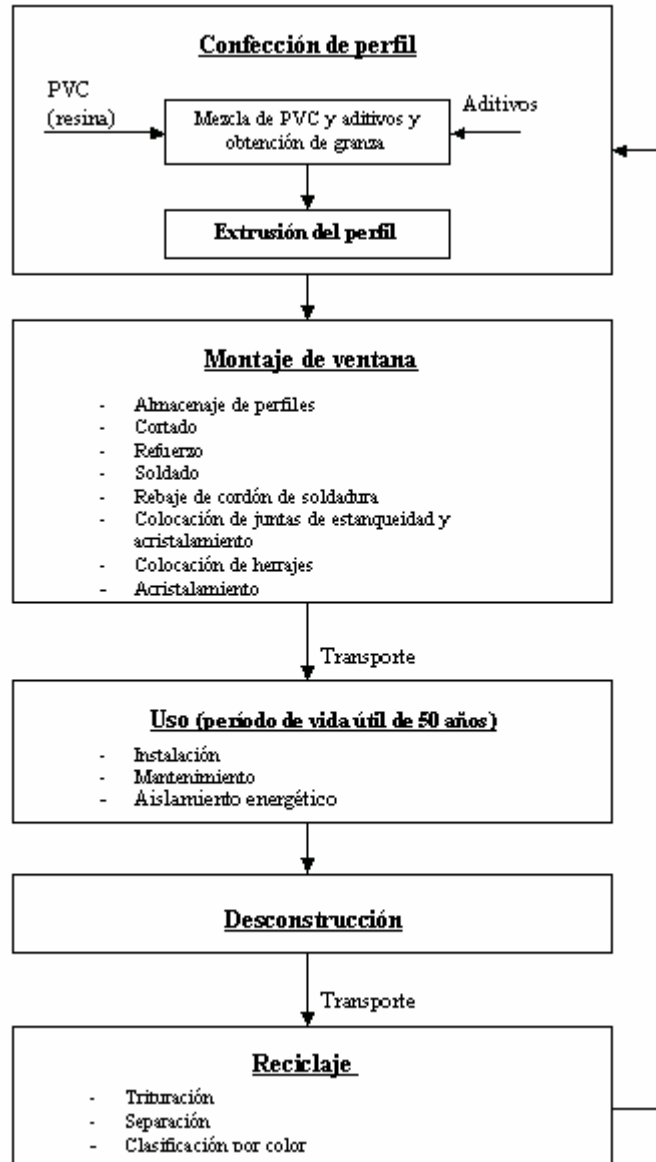 Confección de perfil
PVC
(resina)
Mezcla de PVC y aditivos y
obtención de granza
Aditivos
Extrusión del perfil
Montaje de ventana
- Almacenaje de perfiles
- Cortado
- Refuerzo
- Soldado
- Rebaje de cordón de soldadura
- Colocación de juntas de estanqueidad y
acristalamiento
- Colocación de herrajes
- Acristalamiento
Transporte
Uso (período de vida útil de 50 años)
- Instalación
- Mantenimiento
- Aislamiento energético
Desconstrucción
Transporte
Reciclaje
- Trituración
- Separación
- Clasificación por color